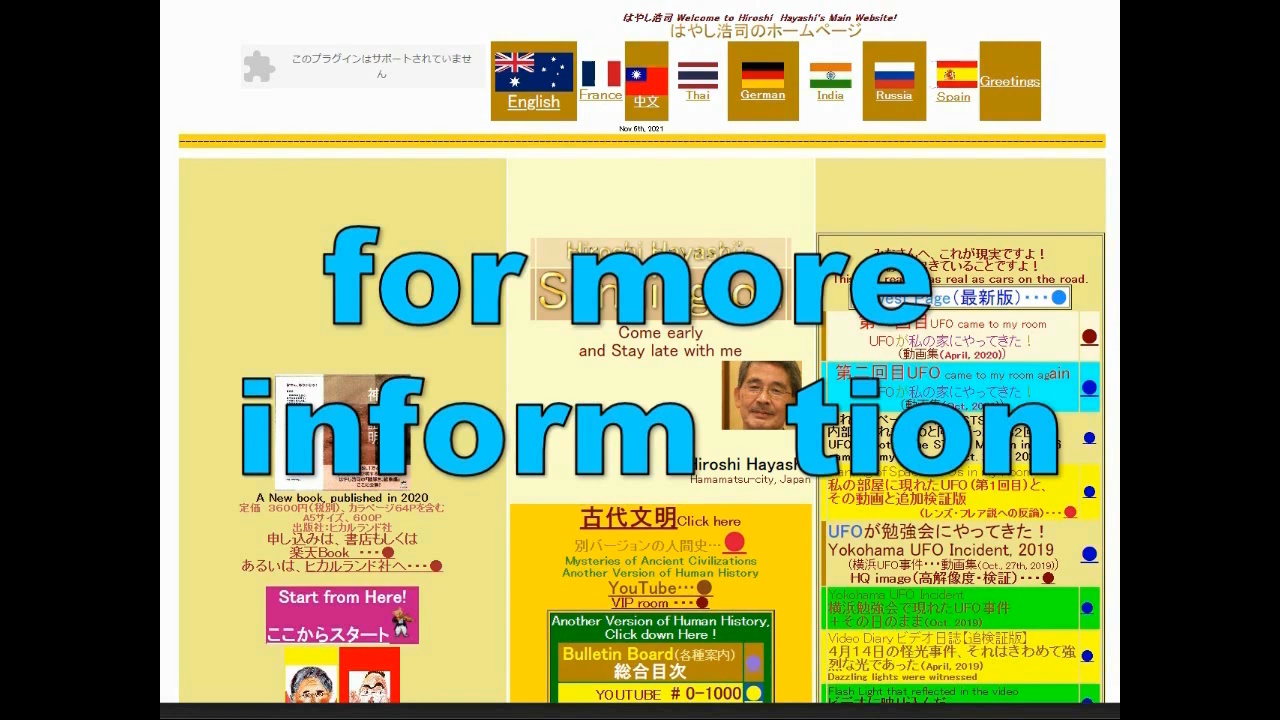 はやし浩司 Welcome to Hiroshi Hayashi's Main Website!
はやし浩司のホームページ
このプラグインはサポートされていません
English
France
中文
Thai
German
India
Russia
Spain
Greetings
Nov 6th, 2021
for more
inform tion
Hiroshi Hayashi's
Come early
and Stay late with me
Hiroshi Hayash
Hamamatsu-city, Japan
A New book, published in 2020
定価 3600円(税別)、カラページ64Pを含む
A5サイズ、600P
出版社:ヒカルランド社
申し込みは、書店もしくは
楽天Book ・・・●
あるいは、ヒカルランド社へ・・・●
Start from Here!
ここからスタート
古代文明Click here
別バージョンの人間史…●
Mysteries of Ancient Civilizations
Another Version of Human History
YouTube・・・●
VIP room ・・・●
Another Version of Human History,
Click down Here !
Bulletin Board(各種案内)
総合目次
YOUTUBE #0-1000
みなさんへ、これが現実ですよ!
きていることですよ!
as real as cars on the road.
Page(最新版)・・・●
UFO came to my room
UFOが私の家にやってきた!
(動画集(April, 2020))
第二回目UFO came to my room again
UFOが私の家にやってきた!
私の部屋に現れたUFO(第1回目)と、
その動画と追加検証版
(レンズ・フレア説への反論)・・・●
UFOが勉強会にやってきた!
Yokohama UFO Incident, 2019
(横浜UFO事件・・・動画集(Oct., 27th, 2019))
HQ image(高解像度・検証)・・・●
Yokohama UFO Incident
横浜勉強会で現れたUFO事件
+その日のまま(Oct. 2019)
Video Diary ビデオ日誌【追検証版】
4月14日の怪光事件、それはきわめて強
烈な光であった(April, 2019)
Dazzling lights were witnessed
Flash Light that reflected in the video